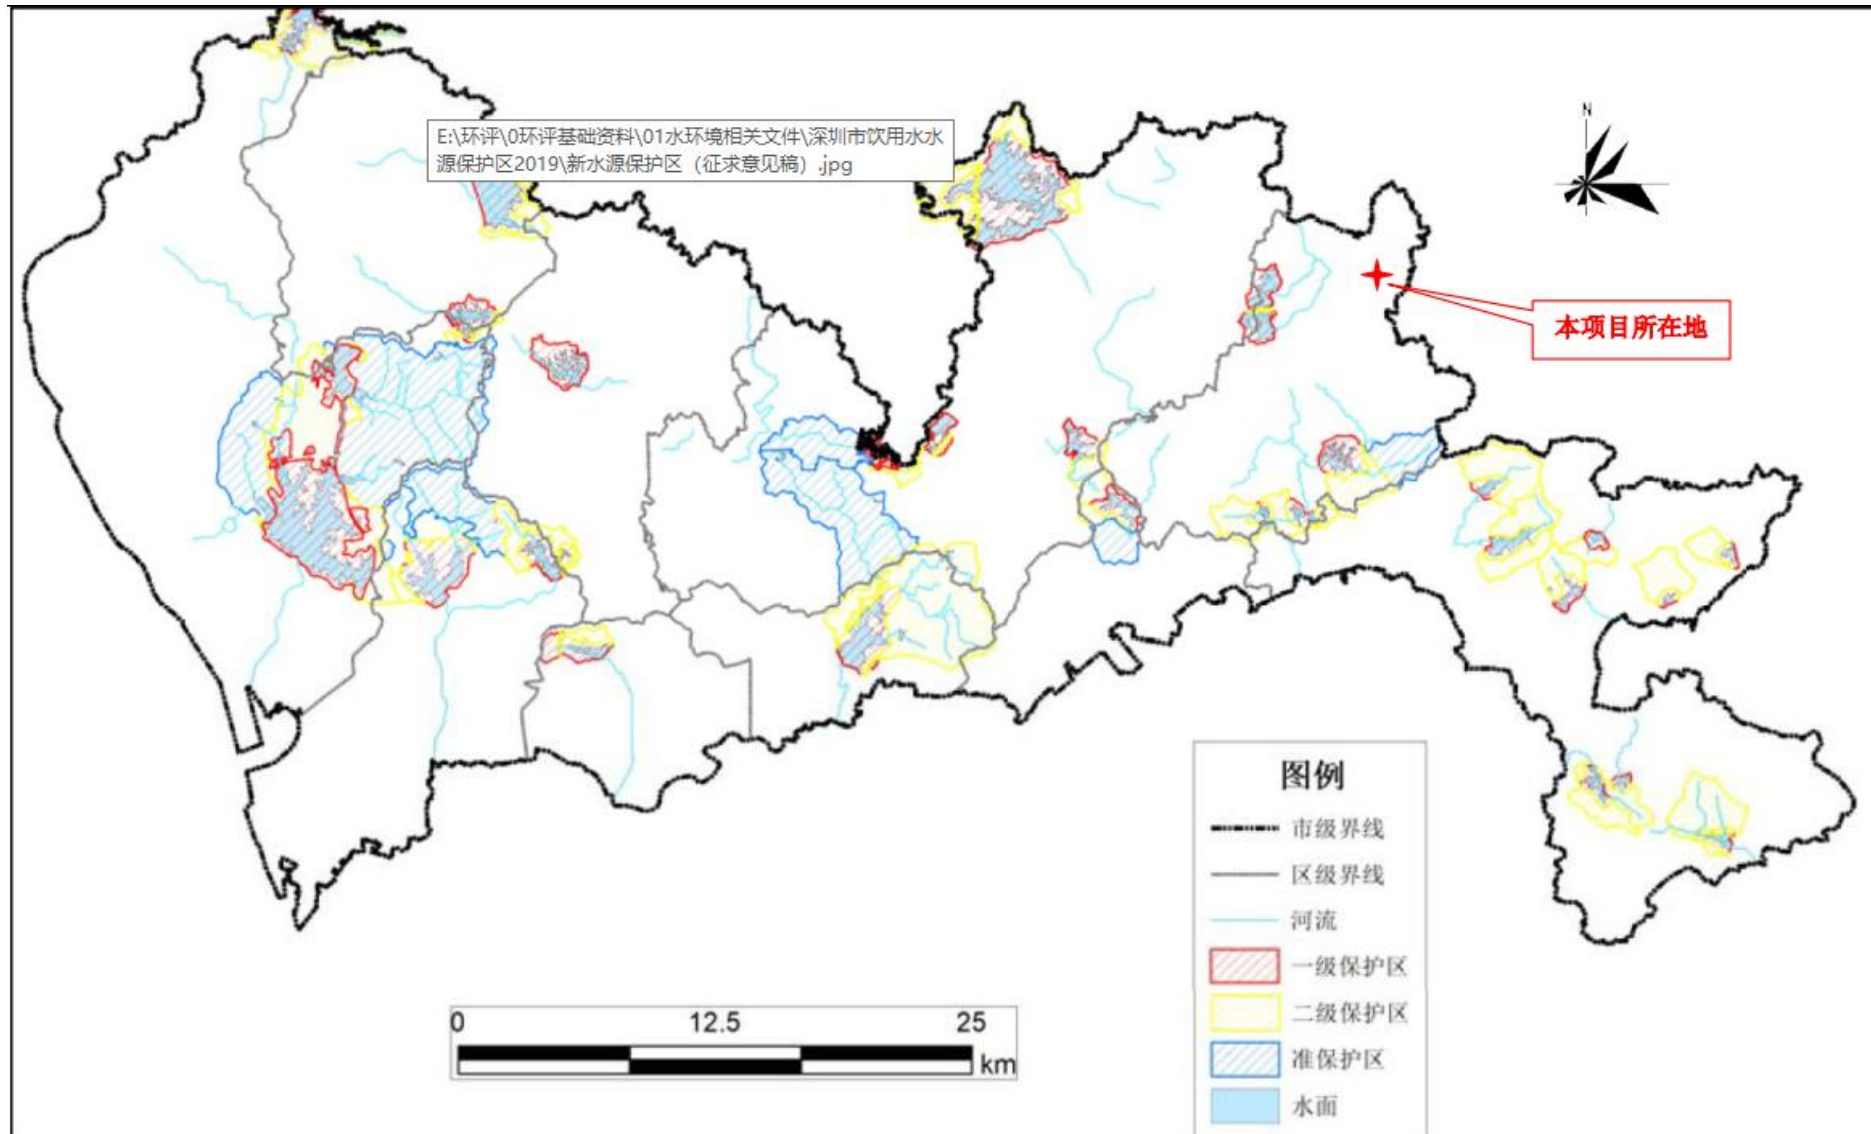 E:\环评\0环评基础资料\01水环境相关文件\深圳市饮用水水
源保护区2019\新水源保护区（征求意见稿）.jpg
N
本项目所在地
图例
市级界线
区级界线
河流
一级保护区
二级保护区
准保护区
水面
0 12.5 25
km